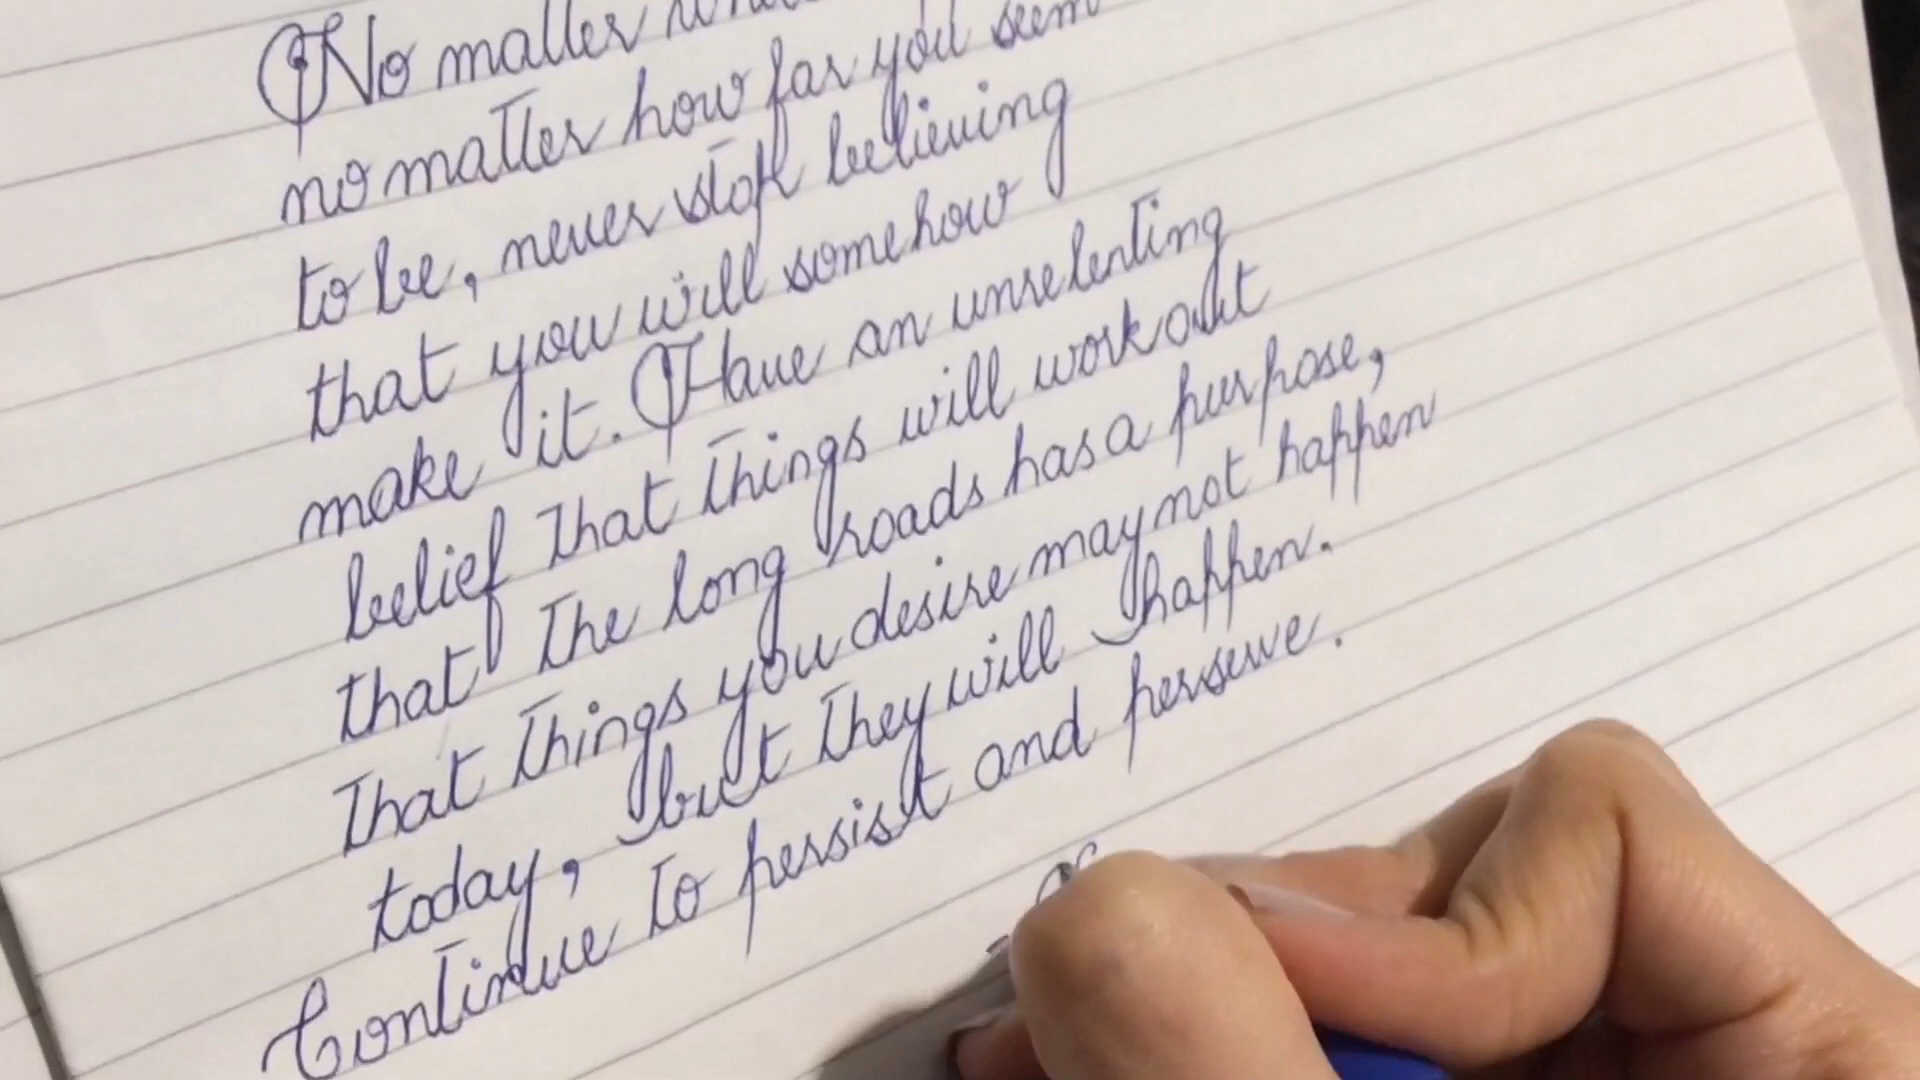 No matter
no matter how far you seem
to be, never stop believing
that you will somehow
make it. Have an unrelenting
belief that things will work out
that the long roads has a purpose,
that things you desire may not happen
today, but they will happen.
Continue to persist and perseve.